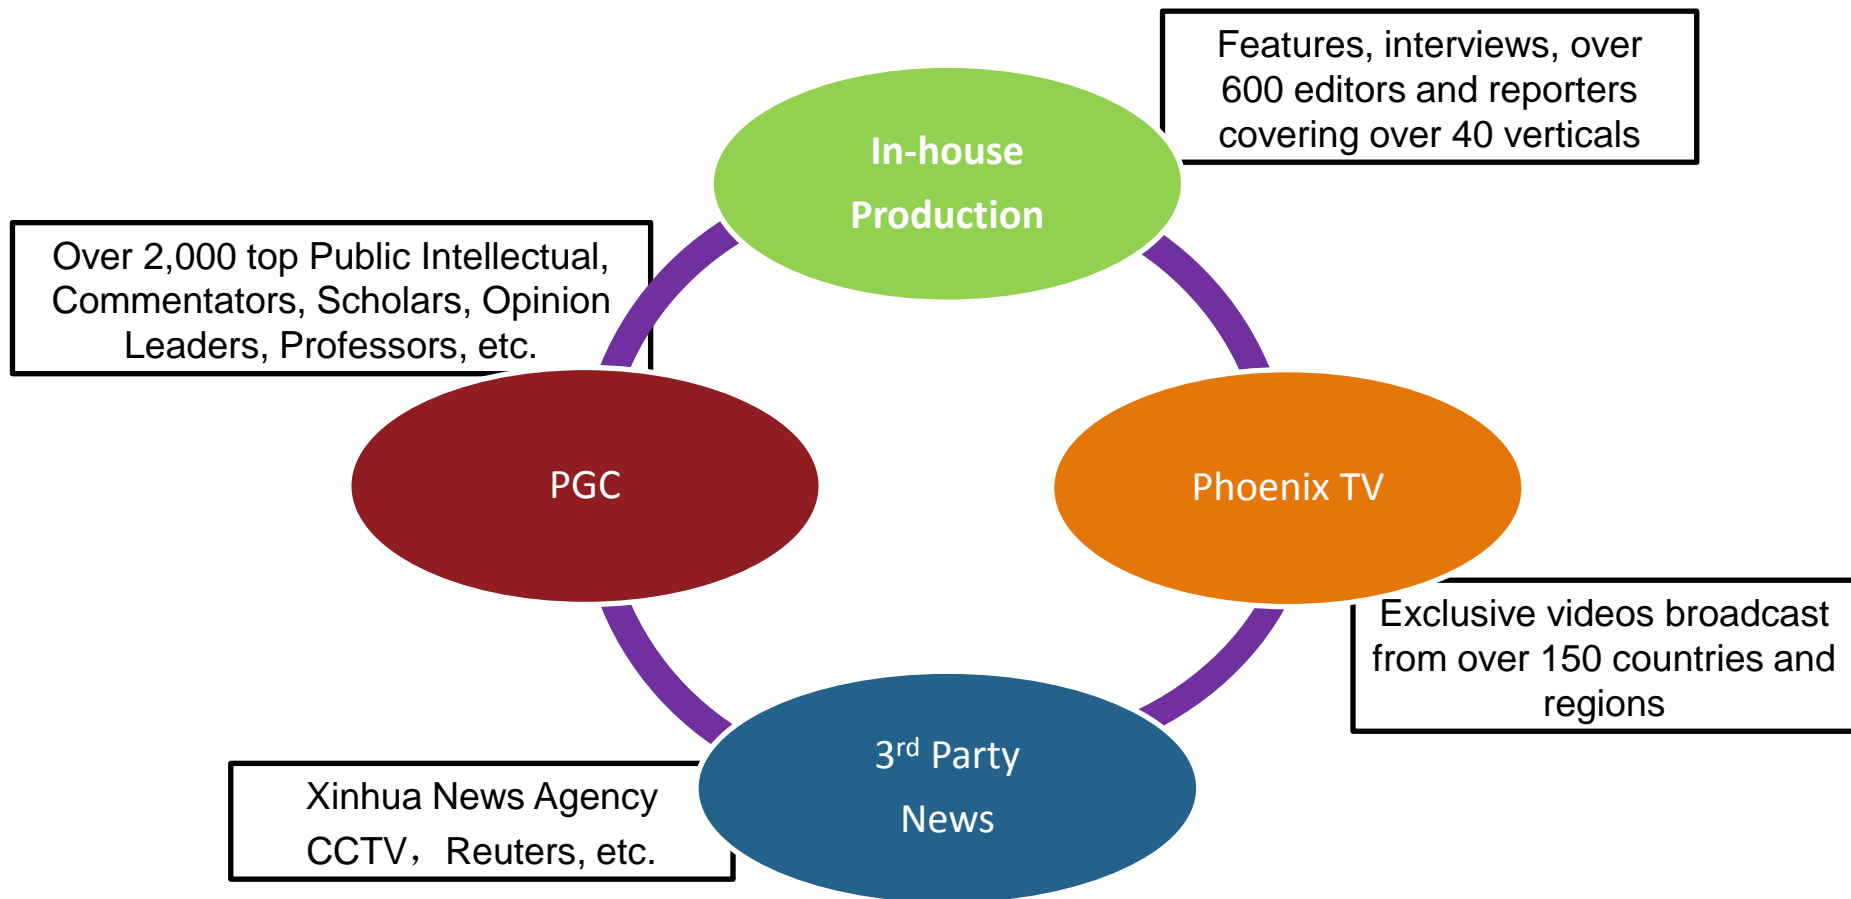 Features, interviews, over
600 editors and reporters
covering over 40 verticals
In-house
Production
Over 2,000 top Public Intellectual,
Commentators, Scholars, Opinion
Leaders, Professors, etc.
PGC
Phoenix TV
Exclusive videos broadcast
from over 150 countries and
regions
3rd Party
News
Xinhua News Agency
CCTV，Reuters, etc.